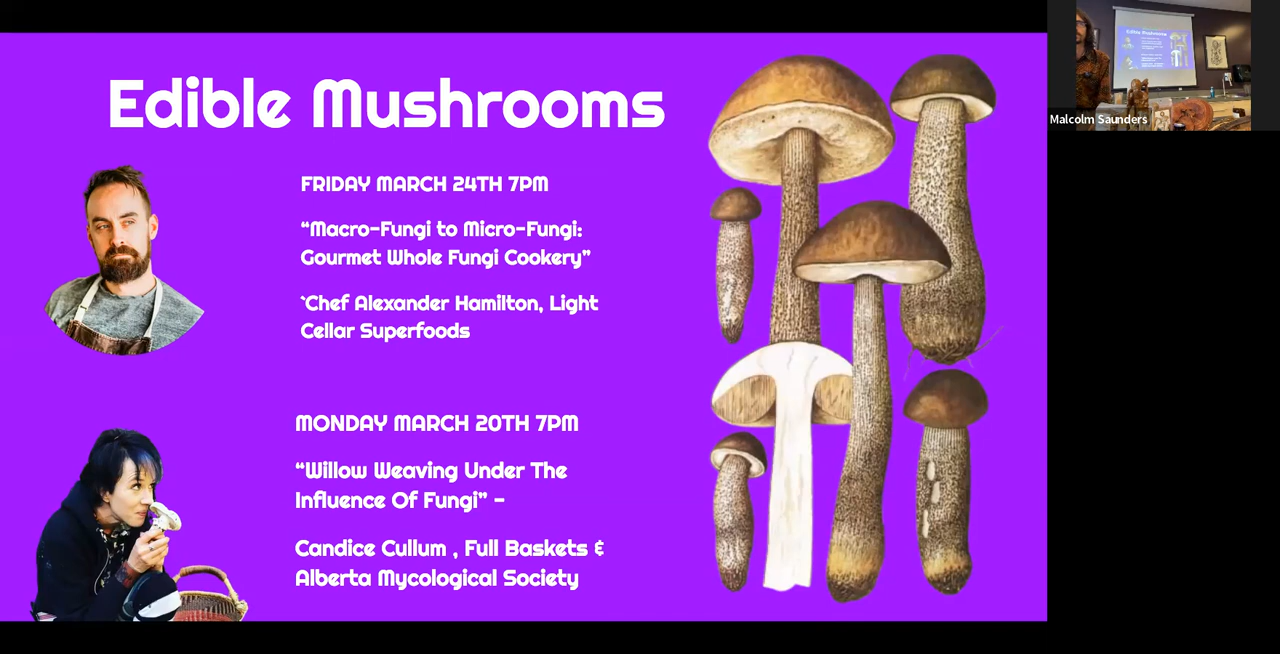 Edible Mushrooms
FRIDAY MARCH 24TH 7PM
“Macro-Fungi to Micro-Fungi:
Gourmet Whole Fungi Cookery”
`Chef Alexander Hamilton, Light
Cellar Superfoods
MONDAY MARCH 20TH 7PM
“Willow Weaving Under The
Influence Of Fungi” -
Candice Cullum , Full Baskets &
Alberta Mycological Society
Edible Mushrooms
Malcolm Saunders